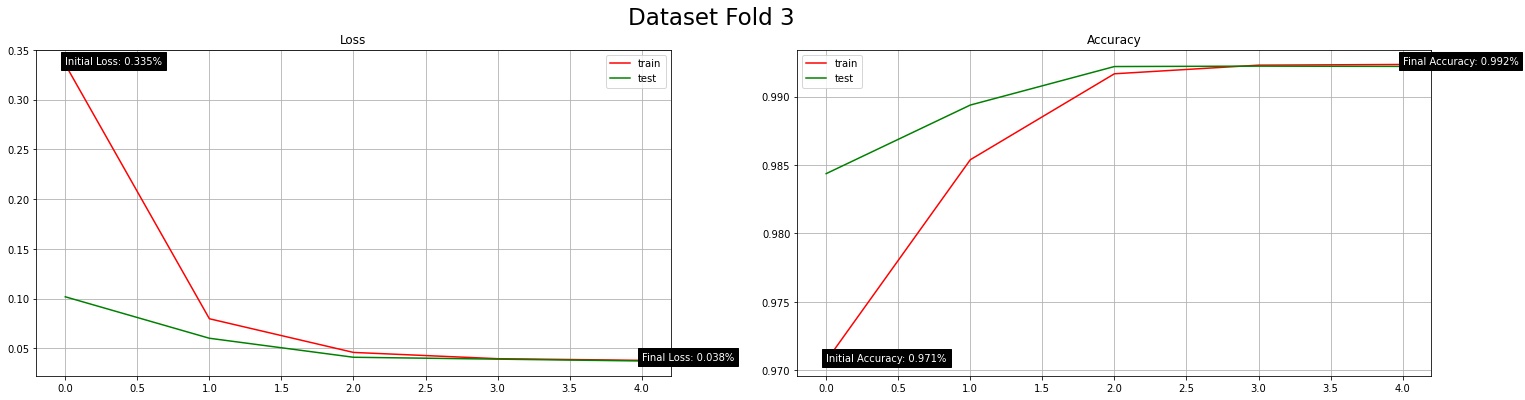 Dataset Fold 3
Loss
0.35
0.30
0.25
0.20
0.15
0.10
0.05
Initial Loss: 0.335%
train
test
Final Loss: 0.038%
0.0 0.5 1.0 1.5 2.0 2.5 3.0 3.5 4.0
Accuracy
0.990
0.985
0.980
0.975
0.970
train
test
Final Accuracy: 0.992%
Initial Accuracy: 0.971%
0.0 0.5 1.0 1.5 2.0 2.5 3.0 3.5 4.0